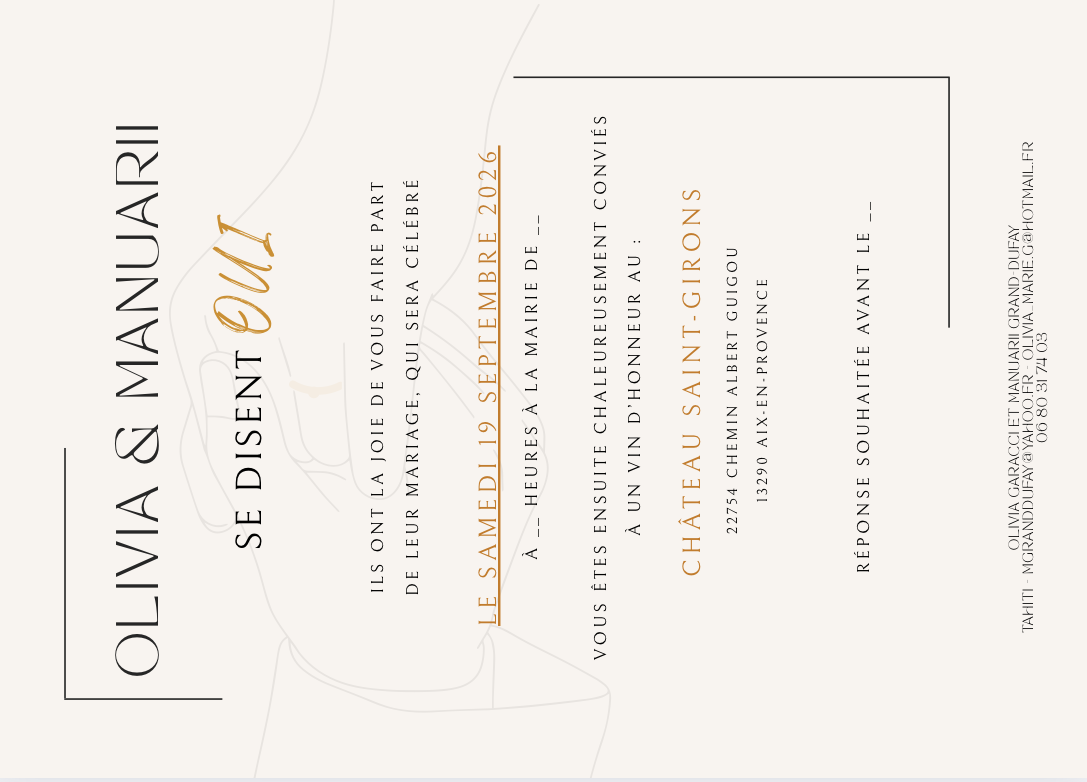 OLIVIA & MANUARII
SE DISENT OUI
ILS ONT LA JOIE DE VOUS FAIRE PART
DE LEUR MARIAGE, QUI SERA CÉLÉBRÉ
LE SAMEDI 19 SEPTEMBRE 2026
À __ HEURES À LA MAIRIE DE __
VOUS ÊTES ENSUITE CHALEUREUSEMENT CONVIÉS
À UN VIN D'HONNEUR AU :
CHÂTEAU SAINT-GIRONS
22754 CHEMIN ALBERT GUIGOU
13290 AIX-EN-PROVENCE
RÉPONSE SOUHAITÉE AVANT LE __
OLIVIA GARACCI ET MANUARII GRAND-DUFAY
TAHITI - MGRANDDUFAY@YAHOO.FR - OLIVIA_MARIE.G@HOTMAIL.FR
06 80 31 74 03